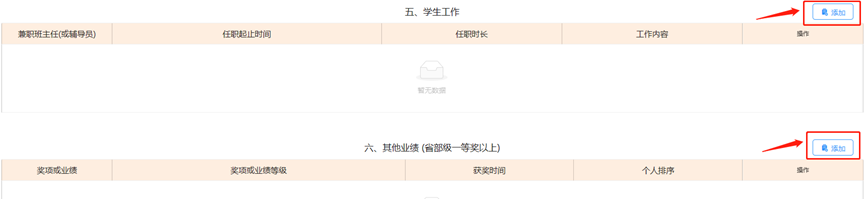 五、学生工作
添加
兼职班主任(或辅导员) 任职起止时间 任职时长 工作内容 操作
暂无数据
六、其他业绩 (省部级一等奖以上)
添加
奖项或业绩 奖项或业绩等级 获奖时间 个人排序 操作